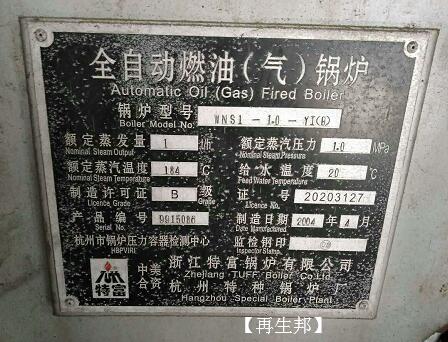 全自动燃油(气)锅炉
Automatic Oil (Gas) Fired Boiler
锅炉型号 WNS1-1.0-YI(B)
Boiler Model No:
额定蒸发量 1 t/h 额定蒸汽压力 1.0 MPa
Nominal Steam Output Nominal Steam Pressure
额定蒸汽温度 184 ℃ 给水温度 20 ℃
Nominal Steam Temperature Feed Water Temperature
制造许可证 B 级 证号 20203127
Licence Grade Licence No.
产品编号 9915086 制造日期 2004 年 4 月
Serial No. Date Manufactured
杭州市锅炉压力容器检测中心 监检钢印
HBPVIRI Inspector Stamp
特富
中美合资
浙江特富锅炉有限公司
Zhejiang TUFF Boiler Co.Ltd
杭州特种锅炉厂
Hangzhou Special Boiler Plant
【再生邦】